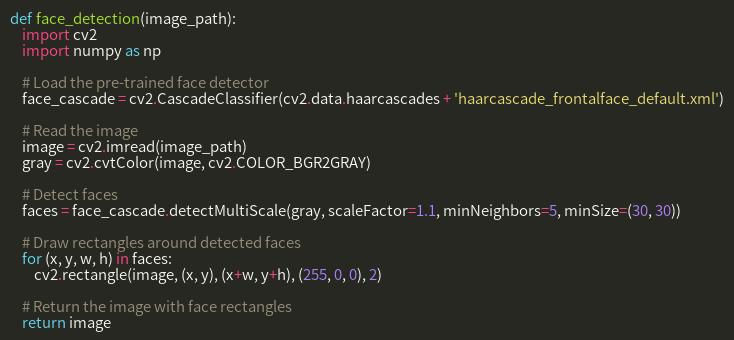 def face_detection(image_path):
    import cv2
    import numpy as np

    # Load the pre-trained face detector
    face_cascade = cv2.CascadeClassifier(cv2.data.haarcascades + 'haarcascade_frontalface_default.xml')

    # Read the image
    image = cv2.imread(image_path)
    gray = cv2.cvtColor(image, cv2.COLOR_BGR2GRAY)

    # Detect faces
    faces = face_cascade.detectMultiScale(gray, scaleFactor=1.1, minNeighbors=5, minSize=(30, 30))

    # Draw rectangles around detected faces
    for (x, y, w, h) in faces:
        cv2.rectangle(image, (x, y), (x+w, y+h), (255, 0, 0), 2)

    # Return the image with face rectangles
    return image